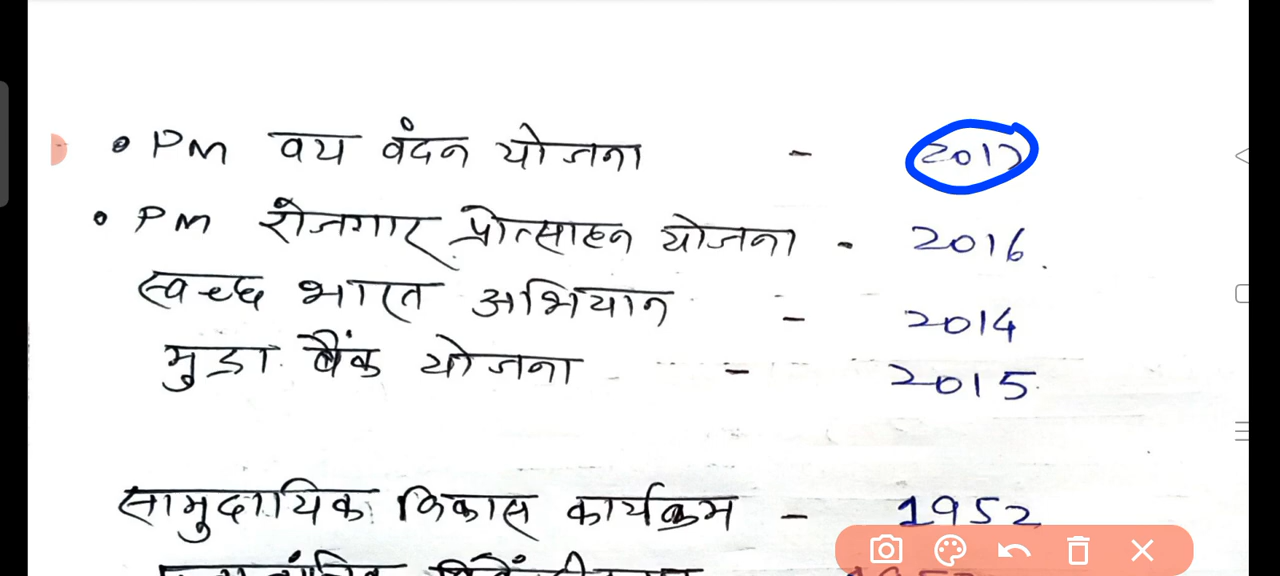 • PM वय वंदन योजना - 2017
• PM रोजगार प्रोत्साहन योजना - 2016.
स्वच्छ भारत अभियान - 2014
मुद्रा बैंक योजना - 2015
सामुदायिक विकास कार्यक्रम - 1952